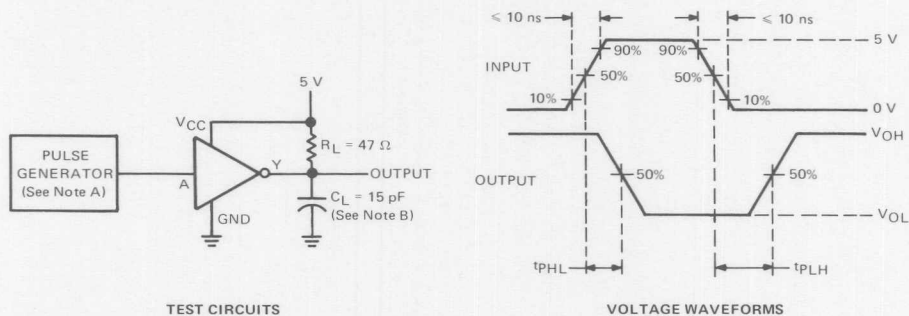 5 V
VCC
RL = 47 Ω
PULSE
GENERATOR
(See Note A)
A
Y
OUTPUT
CL = 15 pF
(See Note B)
GND
TEST CIRCUITS
≤ 10 ns
≤ 10 ns
5 V
90%
90%
INPUT
50%
50%
10%
10%
0 V
VOH
50%
50%
OUTPUT
VOL
tPHL
tPLH
VOLTAGE WAVEFORMS